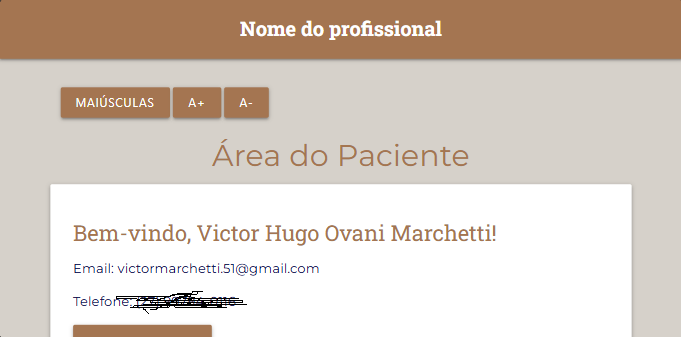 Nome do profissional
MAIÚSCULAS A+ A-
Área do Paciente
Bem-vindo, Victor Hugo Ovani Marchetti!
Email: victormarchetti.51@gmail.com
Telefone: